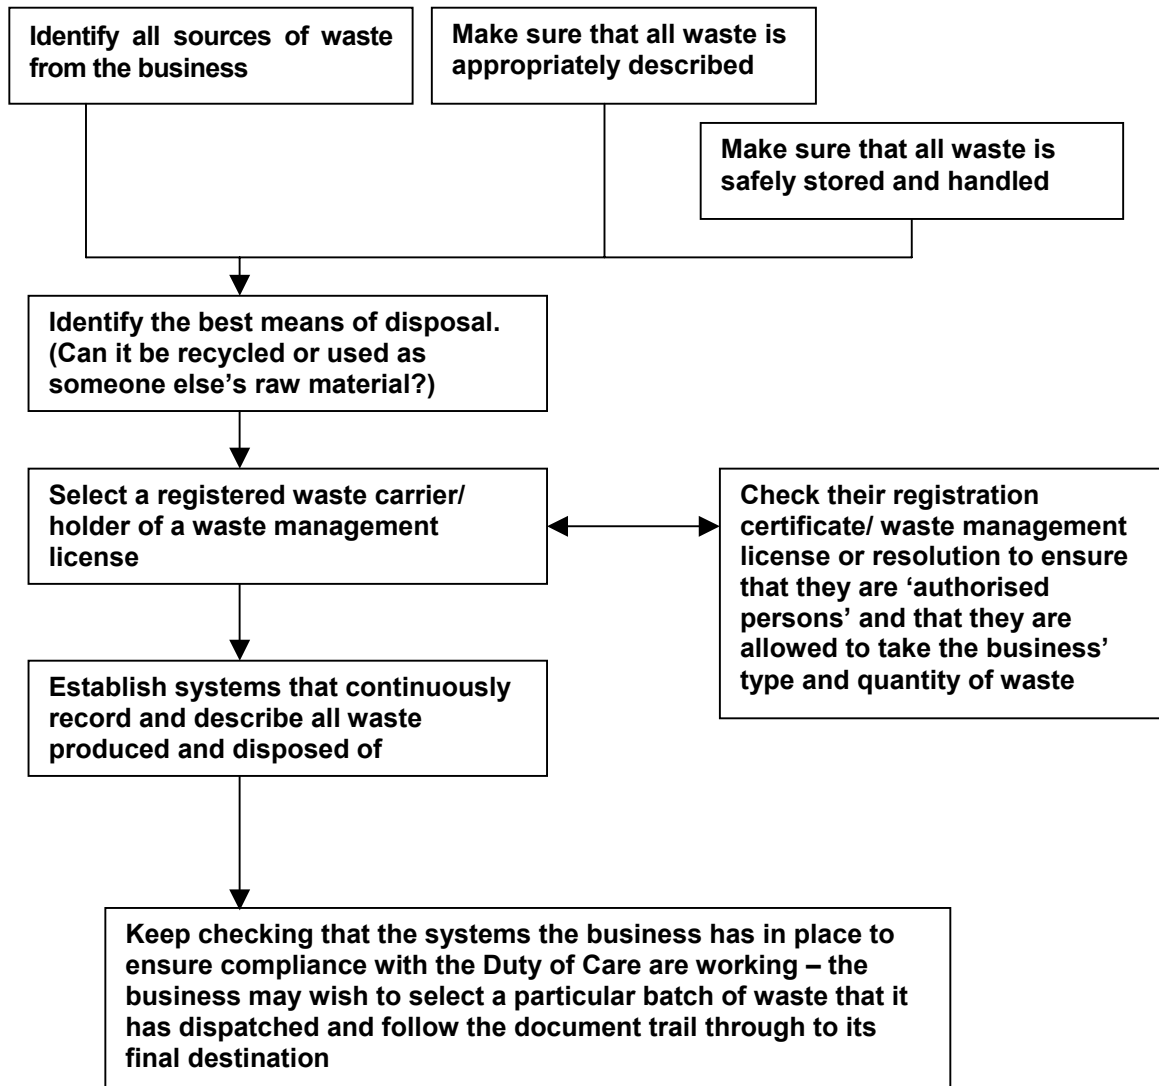 Identify all sources of waste
from the business
Make sure that all waste is
appropriately described
Make sure that all waste is
safely stored and handled
Identify the best means of disposal.
(Can it be recycled or used as
someone else’s raw material?)
Select a registered waste carrier/
holder of a waste management
license
Check their registration
certificate/ waste management
license or resolution to ensure
that they are ‘authorised
persons’ and that they are
allowed to take the business’
type and quantity of waste
Establish systems that continuously
record and describe all waste
produced and disposed of
Keep checking that the systems the business has in place to
ensure compliance with the Duty of Care are working – the
business may wish to select a particular batch of waste that it
has dispatched and follow the document trail through to its
final destination